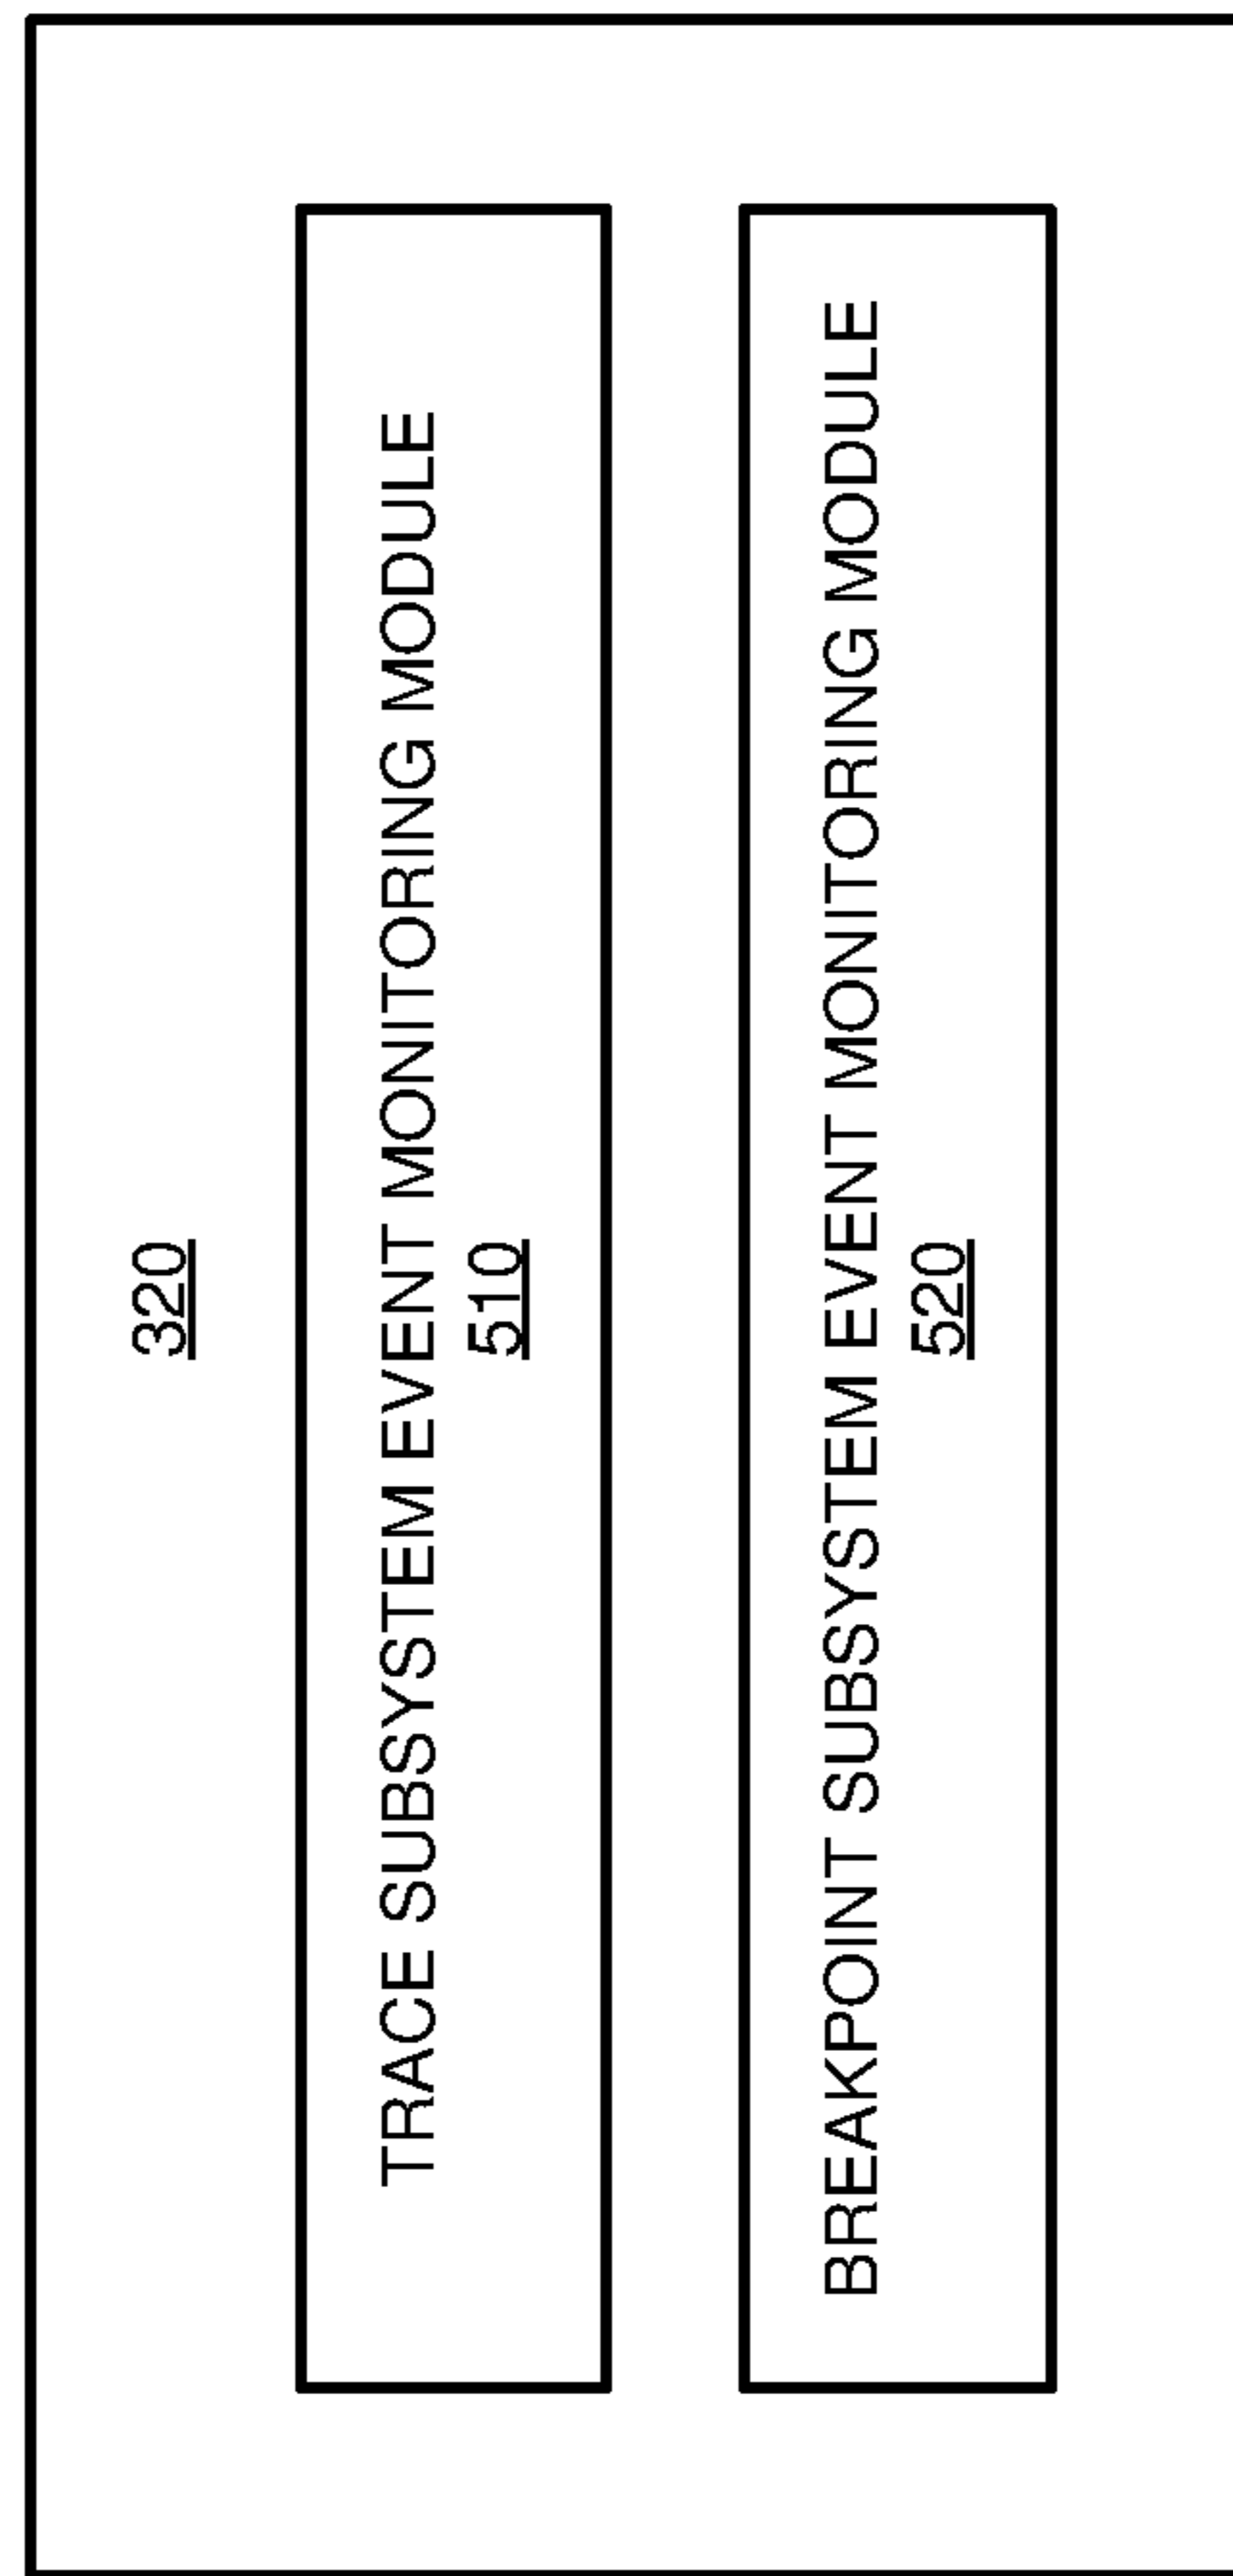 320
TRACE SUBSYSTEM EVENT MONITORING MODULE
510
BREAKPOINT SUBSYSTEM EVENT MONITORING MODULE
520